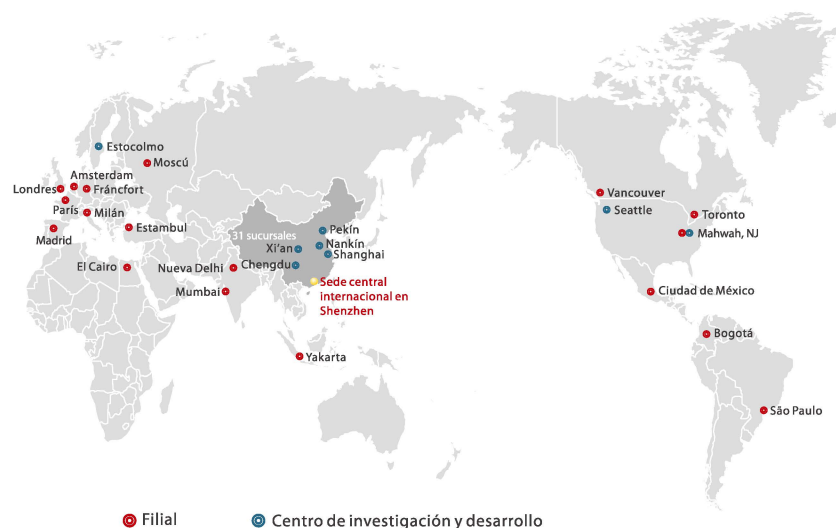 Estocolmo
Moscú
Amsterdam
Londres
Fráncfort
París
Milán
Madrid
Estambul
El Cairo
Nueva Delhi
Mumbai
31 sucursales
Pekín
Nankín
Xi'an
Shanghai
Chengdu
Sede central
internacional en
Shenzhen
Yakarta
Vancouver
Seattle
Toronto
Mahwah, NJ
Ciudad de México
Bogotá
São Paulo
Filial
Centro de investigación y desarrollo